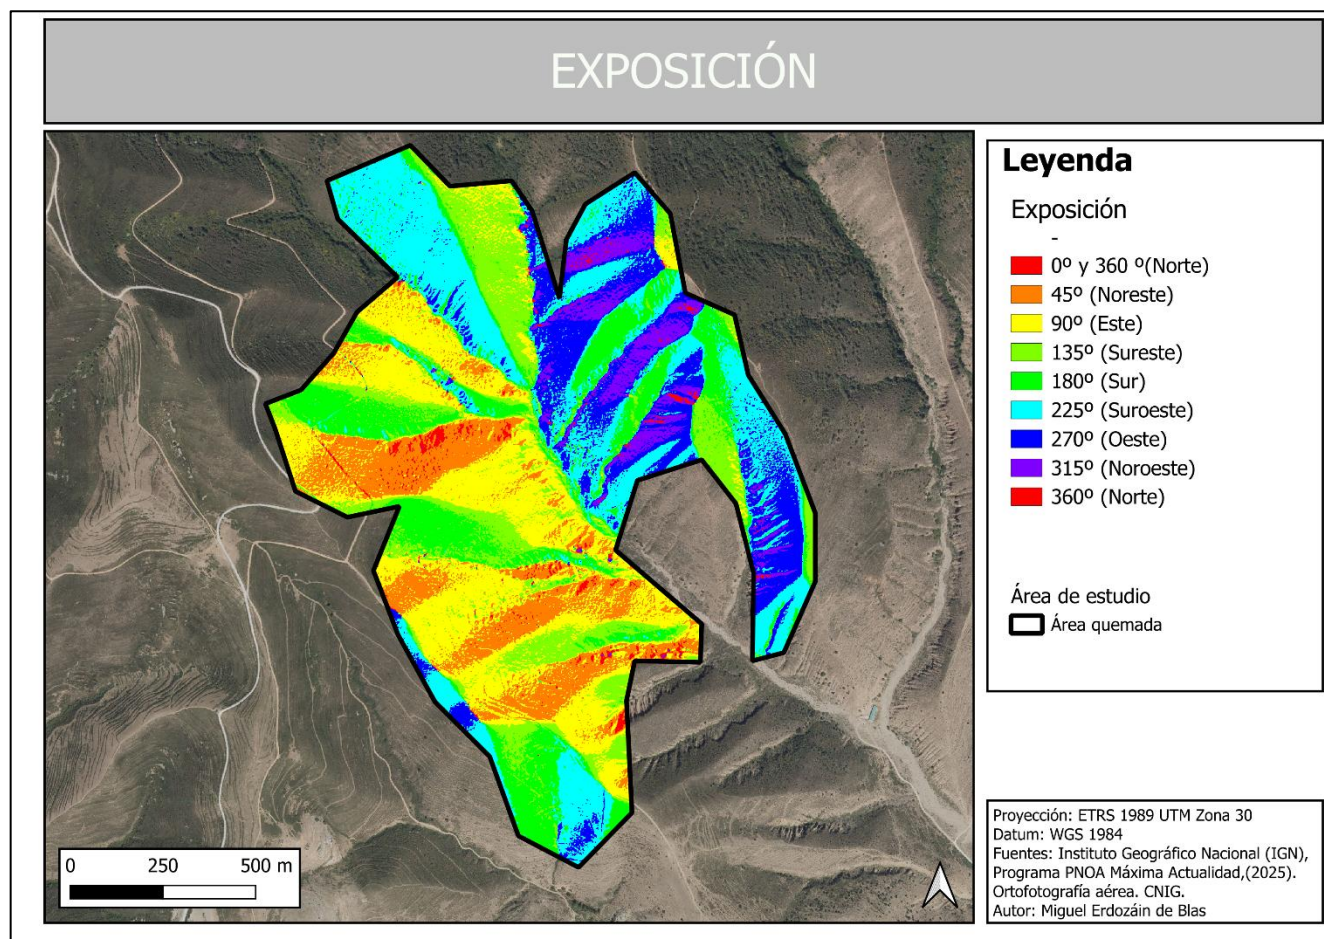 EXPOSICIÓN
Leyenda
Exposición
-
0º y 360 º(Norte)
45º (Noreste)
90º (Este)
135º (Sureste)
180º (Sur)
225º (Suroeste)
270º (Oeste)
315º (Noroeste)
360º (Norte)
Área de estudio
Área quemada
0 250 500 m
Proyección: ETRS 1989 UTM Zona 30
Datum: WGS 1984
Fuentes: Instituto Geográfico Nacional (IGN),
Programa PNOA Máxima Actualidad,(2025).
Ortofotografía aérea. CNIG.
Autor: Miguel Erdozáin de Blas